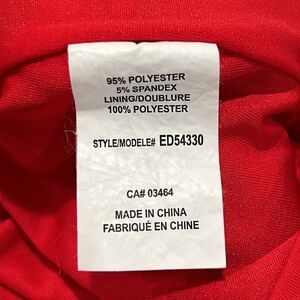 95% POLYESTER
5% SPANDEX
LINING/DOUBLURE
100% POLYESTER
STYLE/MODELE# ED54330
CA# 03464
MADE IN CHINA
FABRIQUÉ EN CHINE